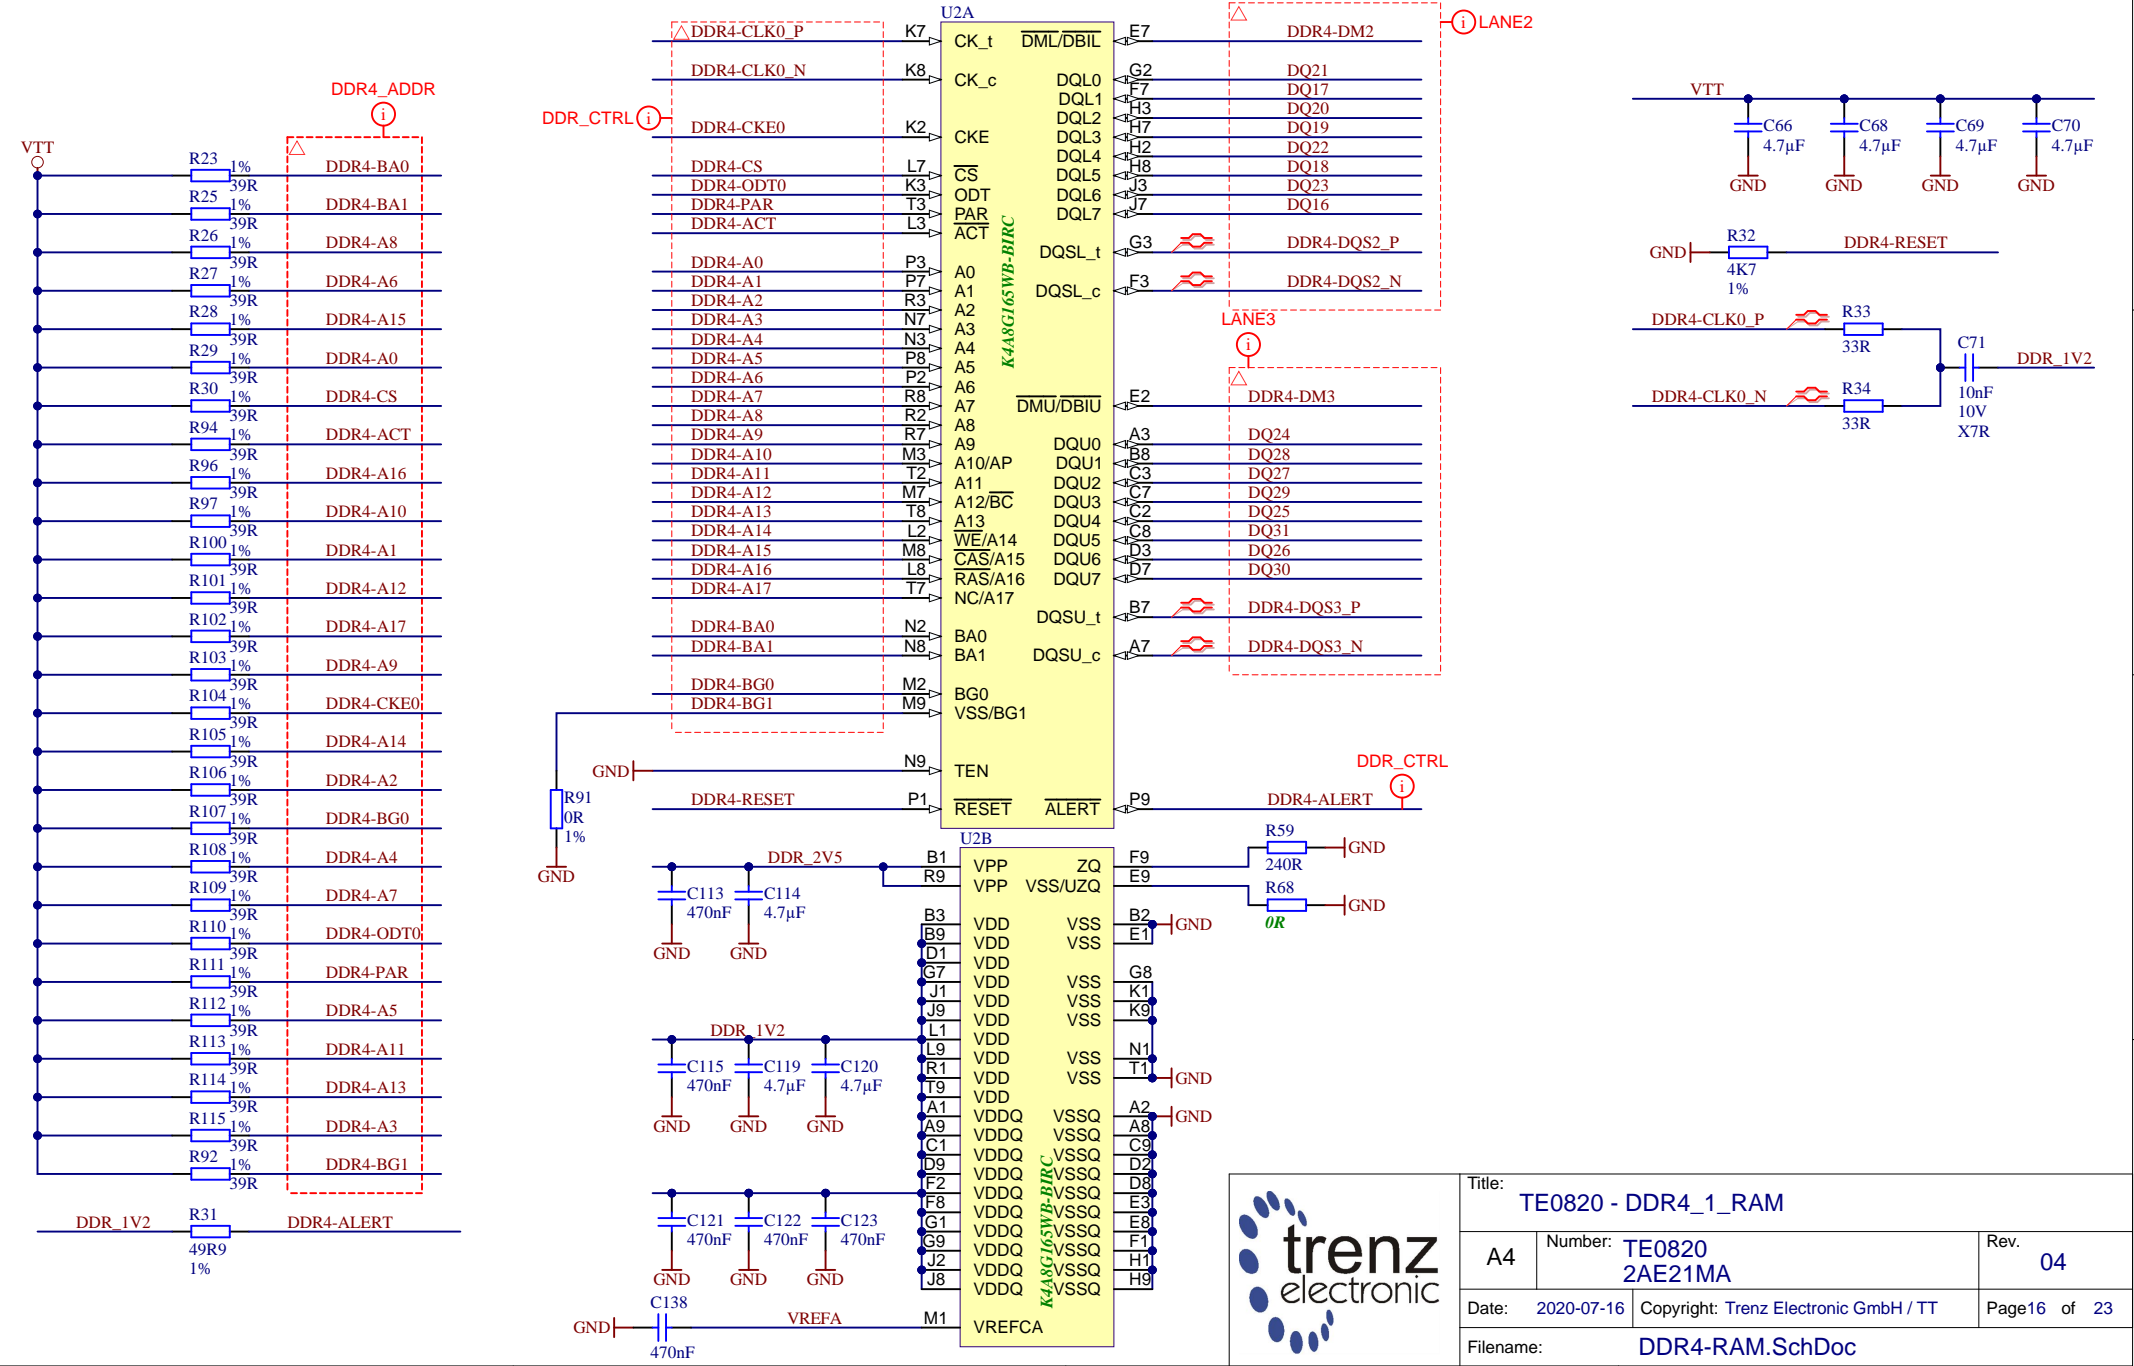 DDR4_ADDR
VTT
R23 1% 39R DDR4-BA0
R25 1% 39R DDR4-BA1
R26 1% 39R DDR4-A8
R27 1% 39R DDR4-A6
R28 1% 39R DDR4-A15
R29 1% 39R DDR4-A0
R30 1% 39R DDR4-CS
R94 1% 39R DDR4-ACT
R96 1% 39R DDR4-A16
R97 1% 39R DDR4-A10
R100 1% 39R DDR4-A1
R101 1% 39R DDR4-A12
R102 1% 39R DDR4-A17
R103 1% 39R DDR4-A9
R104 1% 39R DDR4-CKE0
R105 1% 39R DDR4-A14
R106 1% 39R DDR4-A2
R107 1% 39R DDR4-BG0
R108 1% 39R DDR4-A4
R109 1% 39R DDR4-A7
R110 1% 39R DDR4-ODT0
R111 1% 39R DDR4-PAR
R112 1% 39R DDR4-A5
R113 1% 39R DDR4-A11
R114 1% 39R DDR4-A13
R115 1% 39R DDR4-A3
R92 1% 39R DDR4-BG1
DDR_1V2 R31 DDR4-ALERT
49R9
1%
U2A
DDR_CTRL i
DDR4-CLK0_P K7 CK_t
DDR4-CLK0_N K8 CK_c
DDR4-CKE0 K2 CKE
DDR4-CS L7 CS
DDR4-ODT0 K3 ODT
DDR4-PAR T3 PAR
DDR4-ACT L3 ACT
DDR4-A0 P3 A0
DDR4-A1 P7 A1
DDR4-A2 R3 A2
DDR4-A3 N7 A3
DDR4-A4 N3 A4
DDR4-A5 P8 A5
DDR4-A6 P2 A6
DDR4-A7 R8 A7
DDR4-A8 R2 A8
DDR4-A9 R7 A9
DDR4-A10 M3 A10/AP
DDR4-A11 T2 A11
DDR4-A12 M7 A12/BC
DDR4-A13 T8 A13
DDR4-A14 L2 WE/A14
DDR4-A15 M8 CAS/A15
DDR4-A16 L8 RAS/A16
DDR4-A17 T7 NC/A17
DDR4-BA0 N2 BA0
DDR4-BA1 N8 BA1
DDR4-BG0 M2 BG0
DDR4-BG1 M9 VSS/BG1
GND N9 TEN
DDR4-RESET P1 RESET
R91
0R
1%
GND
K4A8G165WB-BIRC
i LANE2
DML/DBIL E7 DDR4-DM2
DQL0 G2 DQ21
DQL1 F7 DQ17
DQL2 H3 DQ20
DQL3 H7 DQ19
DQL4 H2 DQ22
DQL5 H8 DQ18
DQL6 J3 DQ23
DQL7 J7 DQ16
DQSL_t G3 DDR4-DQS2_P
DQSL_c F3 DDR4-DQS2_N
LANE3
i
DMU/DBIU E2 DDR4-DM3
DQU0 A3 DQ24
DQU1 B8 DQ28
DQU2 C3 DQ27
DQU3 C7 DQ29
DQU4 C2 DQ25
DQU5 C8 DQ31
DQU6 D3 DQ26
DQU7 D7 DQ30
DQSU_t B7 DDR4-DQS3_P
DQSU_c A7 DDR4-DQS3_N
DDR_CTRL
i
ALERT P9 DDR4-ALERT
U2B
DDR_2V5 B1 VPP
R9 VPP
C113 470nF GND
C114 4.7µF GND
B3 VDD
B9 VDD
D1 VDD
G7 VDD
J1 VDD
J9 VDD
DDR_1V2 L1 VDD
L9 VDD
R1 VDD
T9 VDD
C115 470nF GND
C119 4.7µF GND
C120 4.7µF GND
A1 VDDQ
A9 VDDQ
C1 VDDQ
D9 VDDQ
F2 VDDQ
F8 VDDQ
G1 VDDQ
G9 VDDQ
J2 VDDQ
J8 VDDQ
C121 470nF GND
C122 470nF GND
C123 470nF GND
C138
GND VREFA M1 VREFCA
470nF
K4A8G165WB-BIRC
ZQ F9 R59 240R GND
VSS/UZQ E9 R68 0R GND
VSS B2 GND
VSS E1
VSS G8
VSS K1
VSS K9
VSS N1
VSS T1 GND
VSSQ A2 GND
VSSQ A8
VSSQ C9
VSSQ D2
VSSQ D8
VSSQ E3
VSSQ E8
VSSQ F1
VSSQ H1
VSSQ H9
VTT
C66 C68 C69 C70
4.7µF 4.7µF 4.7µF 4.7µF
GND GND GND GND
GND R32 DDR4-RESET
4K7
1%
DDR4-CLK0_P R33
33R
C71 DDR_1V2
10nF
10V
X7R
DDR4-CLK0_N R34
33R
trenz
electronic
Title:
TE0820 - DDR4_1_RAM
A4 Number: TE0820
2AE21MA
Rev.
04
Date: 2020-07-16 Copyright: Trenz Electronic GmbH / TT Page16 of 23
Filename: DDR4-RAM.SchDoc